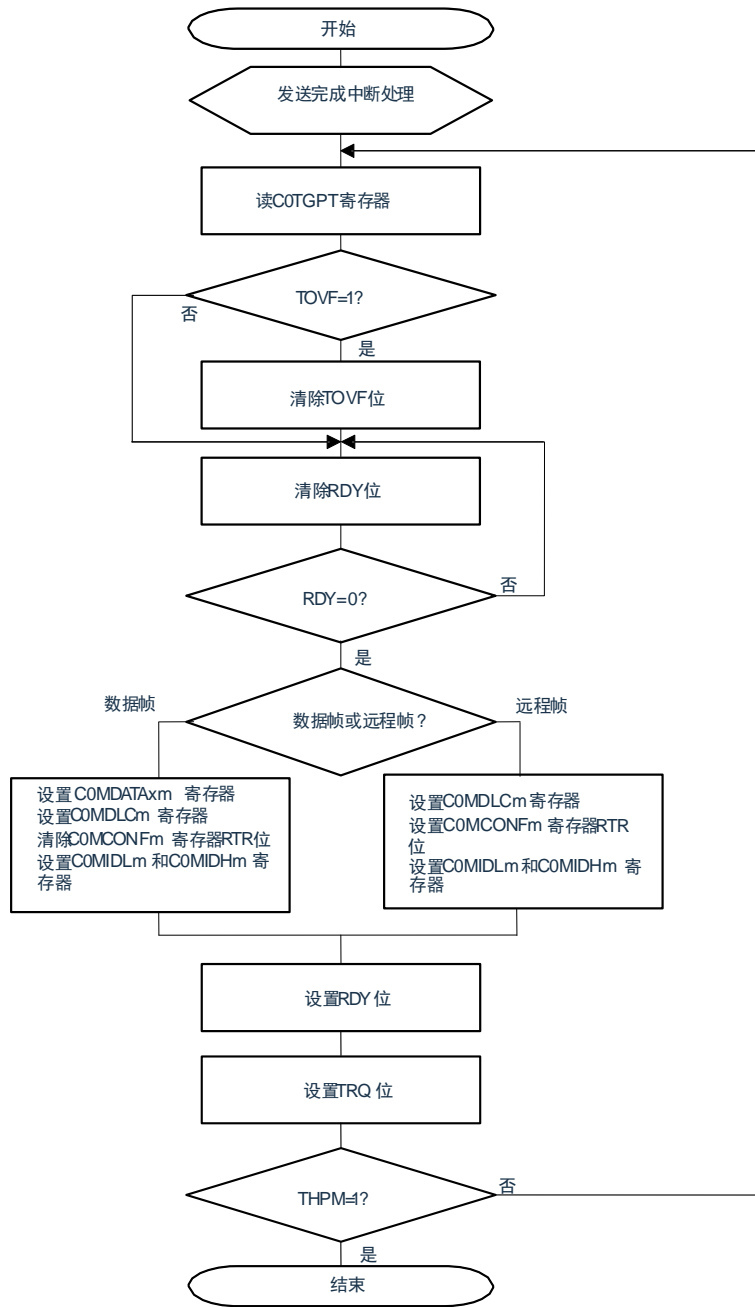 开始
发送完成中断处理
读C0TGPT寄存器
TOVF=1?
否
是
清除TOVF位
清除RDY位
RDY=0?
否
是
数据帧
数据帧或远程帧？
远程帧
设置C0MDATAxm 寄存器
设置C0MDLCm 寄存器
清除C0MCONFm 寄存器RTR位
设置C0MIDLm和C0MIDHm 寄
存器
设置C0MDLCm寄存器
设置C0MCONFm 寄存器RTR
位
设置C0MIDLm和C0MIDHm 寄
存器
设置RDY位
设置TRQ位
THPM=1?
否
是
结束